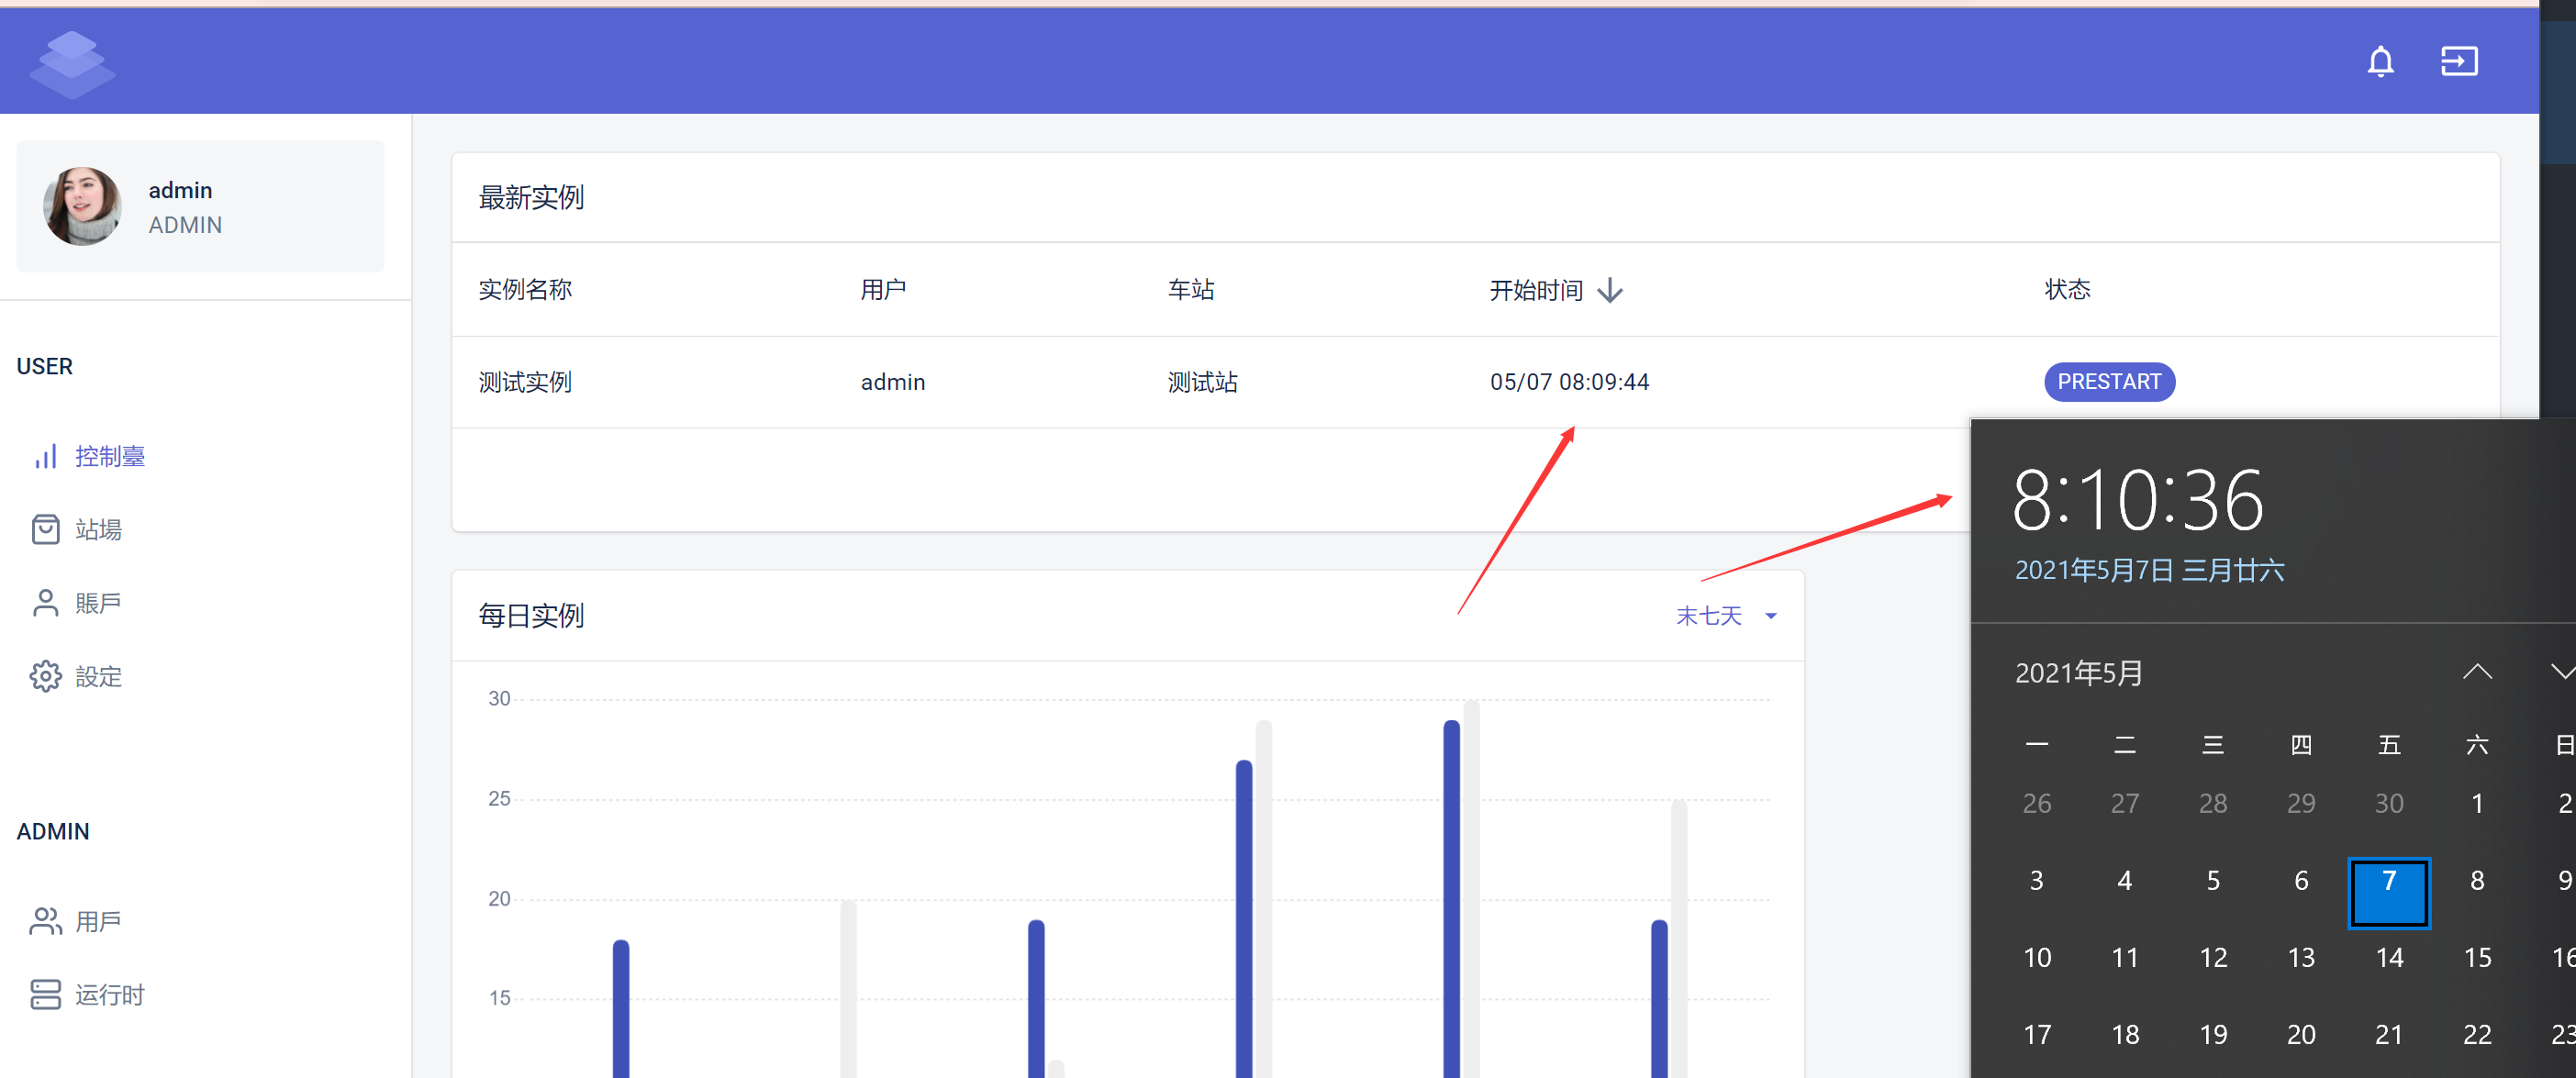 admin
ADMIN
USER
控制臺
站場
賬戶
設定
ADMIN
用戶
运行时
最新实例
实例名称 用户 车站 开始时间 状态
测试实例 admin 测试站 05/07 08:09:44 PRESTART
每日实例 末七天
30
25
20
15
8:10:36
2021年5月7日 三月廿六
2021年5月
一 二 三 四 五 六 日
26 27 28 29 30 1 2
3 4 5 6 7 8 9
10 11 12 13 14 15 16
17 18 19 20 21 22 23